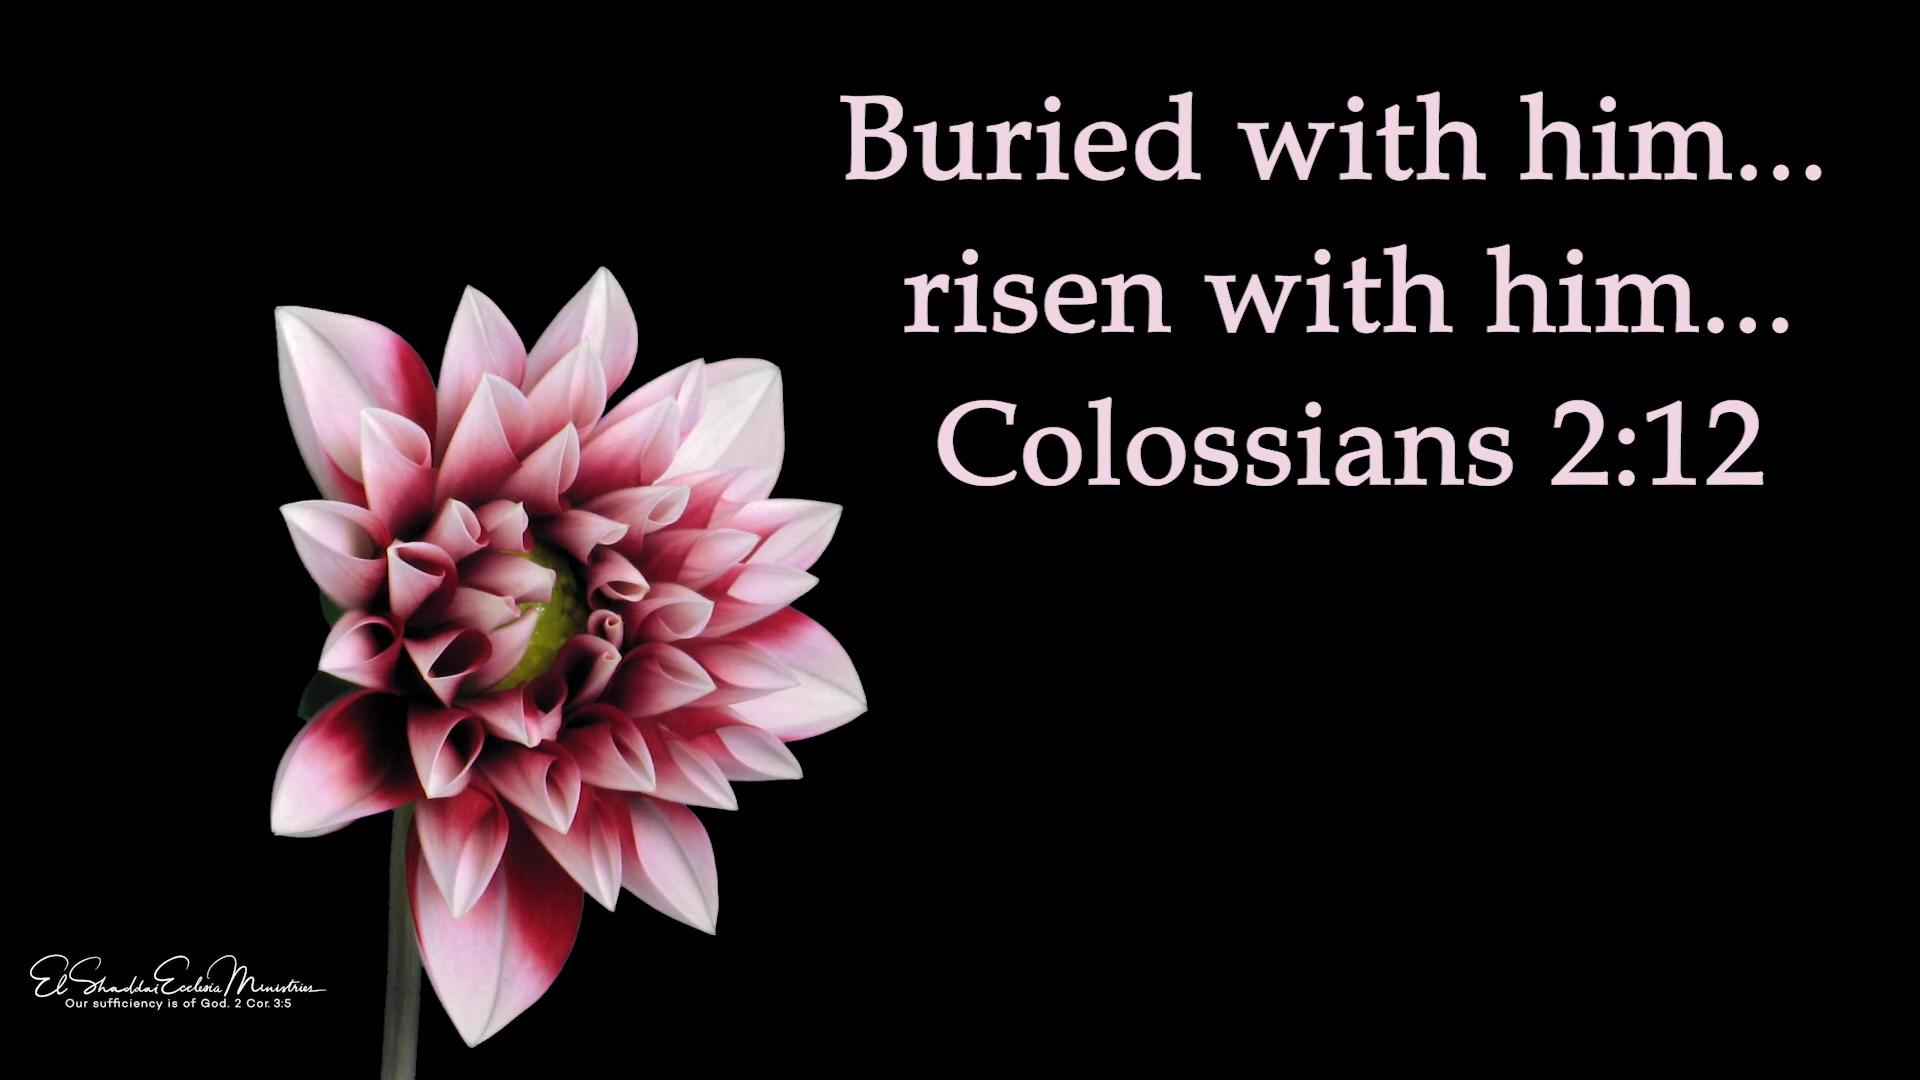 Buried with him...
risen with him...
Colossians 2:12
El Shaddai Ecclesia Ministries
Our sufficiency is of God. 2 Cor. 3:5